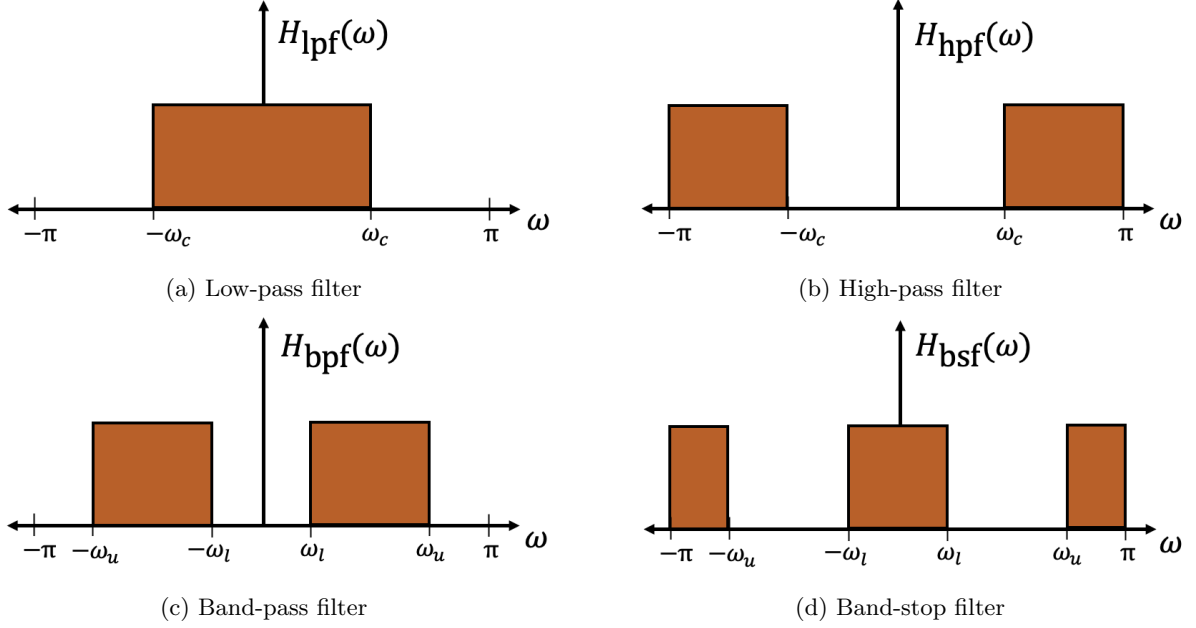 H_lpf(ω)
−π −ω_c ω_c π ω
(a) Low-pass filter
H_hpf(ω)
−π −ω_c ω_c π ω
(b) High-pass filter
H_bpf(ω)
−π −ω_u −ω_l ω_l ω_u π ω
(c) Band-pass filter
H_bsf(ω)
−π −ω_u −ω_l ω_l ω_u π ω
(d) Band-stop filter